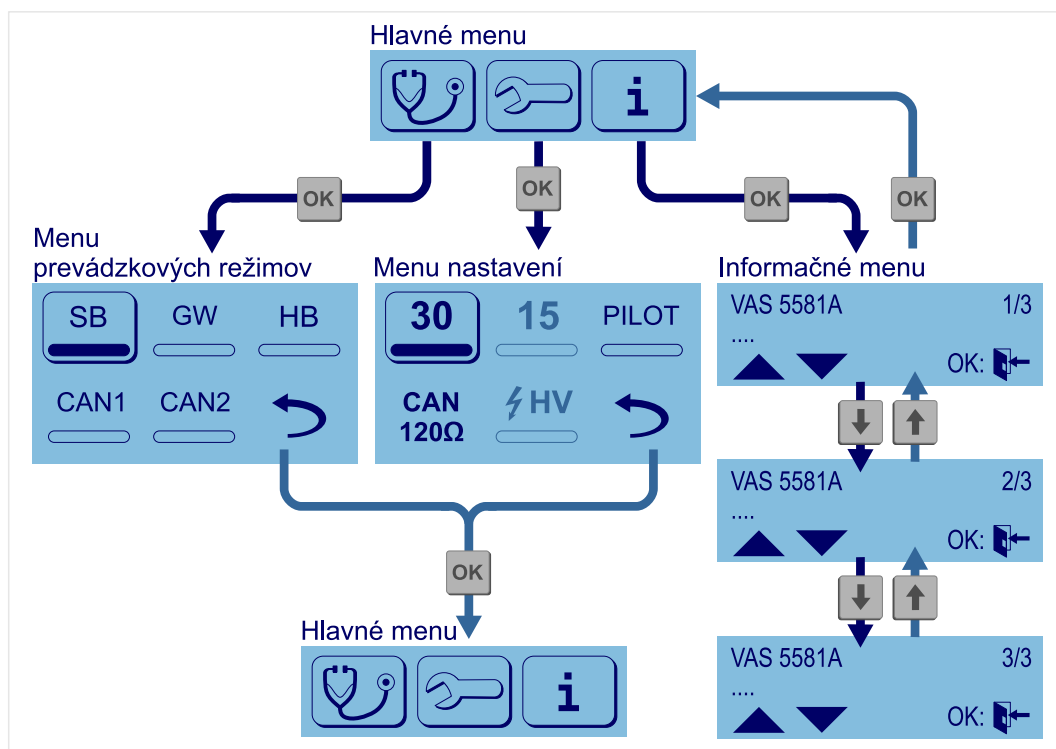 Hlavné menu
i
OK
OK
OK
OK
Menu
prevádzkových režimov
SB GW HB
CAN1 CAN2
Menu nastavení
30 15 PILOT
CAN HV
120Ω
Informačné menu
VAS 5581A 1/3
....
OK:
VAS 5581A 2/3
....
OK:
VAS 5581A 3/3
....
OK:
OK
Hlavné menu
i